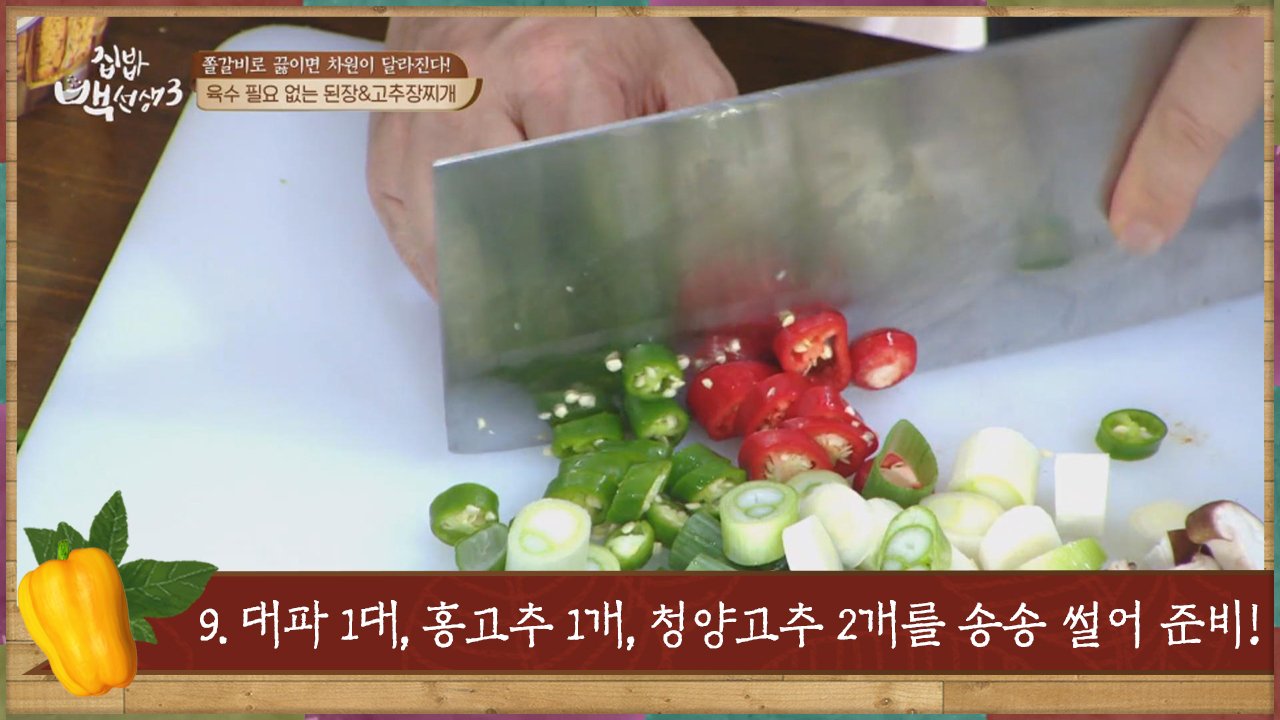 집밥
백선생3
쫄갈비로 끓이면 차원이 달라진다!
육수 필요 없는 된장&고추장찌개
9. 대파 1대, 홍고추 1개, 청양고추 2개를 송송 썰어 준비!